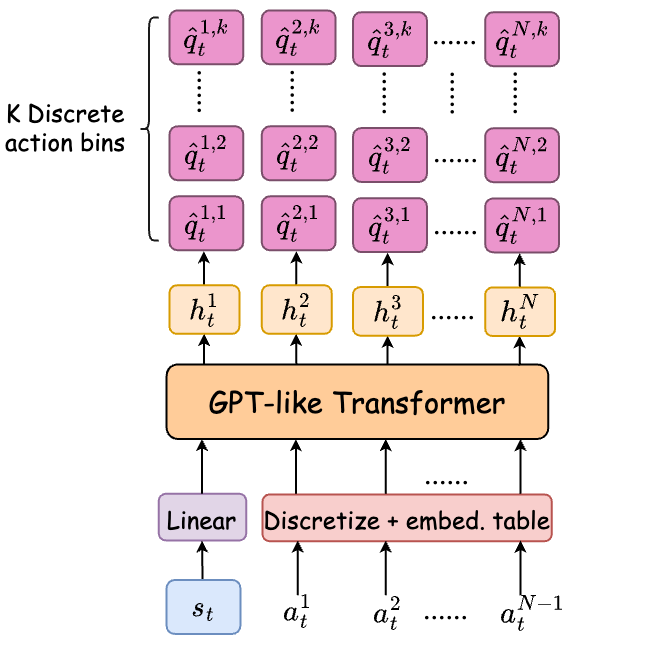 $\hat{q}_t^{1,k}$ $\hat{q}_t^{2,k}$ $\hat{q}_t^{3,k}$ ...... $\hat{q}_t^{N,k}$
K Discrete
action bins
$\hat{q}_t^{1,2}$ $\hat{q}_t^{2,2}$ $\hat{q}_t^{3,2}$ ...... $\hat{q}_t^{N,2}$
$\hat{q}_t^{1,1}$ $\hat{q}_t^{2,1}$ $\hat{q}_t^{3,1}$ ...... $\hat{q}_t^{N,1}$
$h_t^1$ $h_t^2$ $h_t^3$ ...... $h_t^N$
GPT-like Transformer
......
Linear Discretize + embed. table
$s_t$ $a_t^1$ $a_t^2$ ...... $a_t^{N-1}$